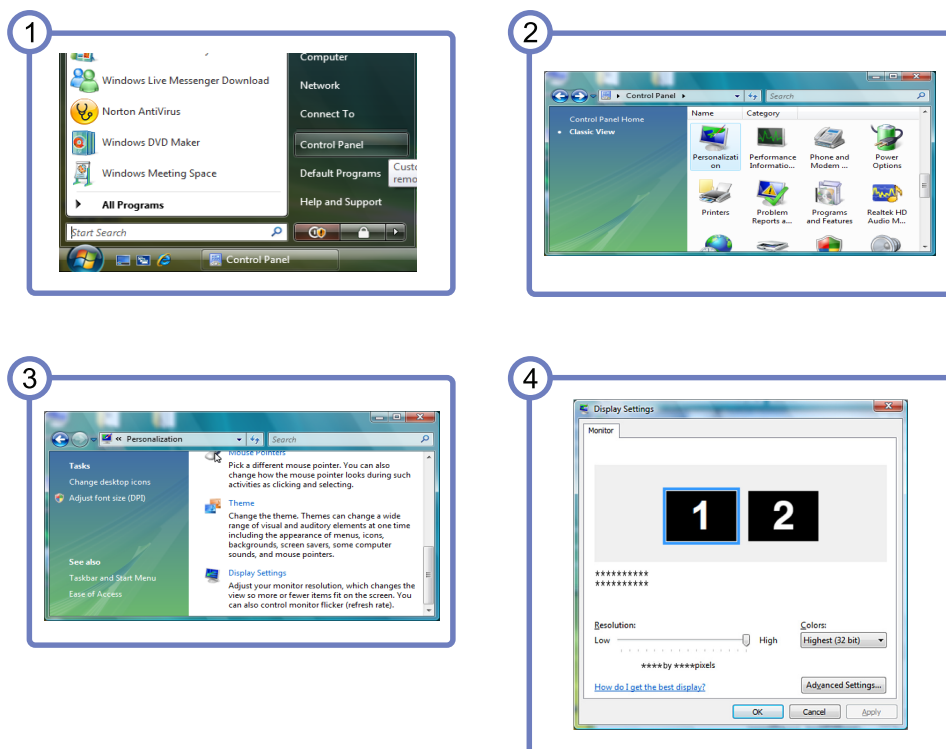 1
Computer
Windows Live Messenger Download
Network
Norton AntiVirus
Connect To
Windows DVD Maker
Control Panel
Windows Meeting Space
Default Programs
Custo
remo
All Programs
Help and Support
Start Search
Control Panel
2
Control Panel
Search
Control Panel Home
Classic View
Name Category
Personalizati
on
Performance
Informatio...
Phone and
Modem ...
Power
Options
Printers
Problem
Reports a...
Programs
and Features
Realtek HD
Audio M...
3
« Personalization
Search
Tasks
Change desktop icons
Adjust font size (DPI)
See also
Taskbar and Start Menu
Ease of Access
Mouse Pointers
Pick a different mouse pointer. You can also
change how the mouse pointer looks during such
activities as clicking and selecting.
Theme
Change the theme. Themes can change a wide
range of visual and auditory elements at one time
including the appearance of menus, icons,
backgrounds, screen savers, some computer
sounds, and mouse pointers.
Display Settings
Adjust your monitor resolution, which changes the
view so more or fewer items fit on the screen. You
can also control monitor flicker (refresh rate).
4
Display Settings
Monitor
1 2
**********
**********
Resolution:
Low High
****by ****pixels
Colors:
Highest (32 bit)
How do I get the best display?
Advanced Settings...
OK Cancel Apply